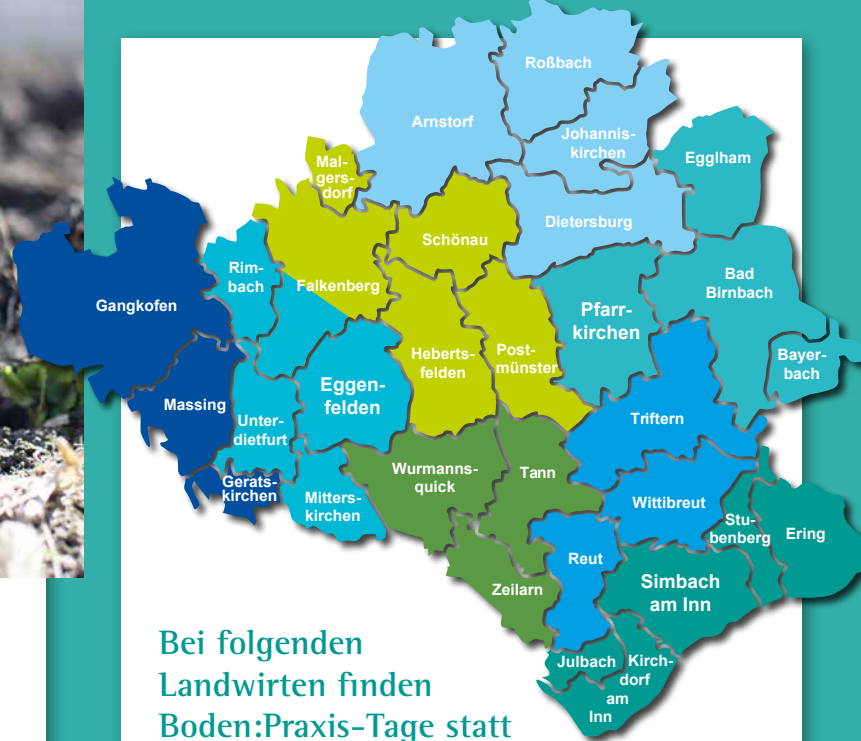 Roßbach
Arnstorf
Johannis-
kirchen
Egglham
Mal-
gers-
dorf
Dietersburg
Schönau
Rim-
bach
Falkenberg
Gangkofen
Bad
Birnbach
Pfarr-
kirchen
Heberts-
felden
Post-
münster
Bayer-
bach
Eggen-
felden
Massing
Unter-
dietfurt
Triftern
Wurmanns-
quick
Tann
Gerats-
kirchen
Mitters-
kirchen
Wittibreut
Stu-
benberg
Ering
Reut
Zeilarn
Simbach
am Inn
Julbach
Kirch-
dorf
am
Inn
Bei folgenden
Landwirten finden
Boden:Praxis-Tage statt